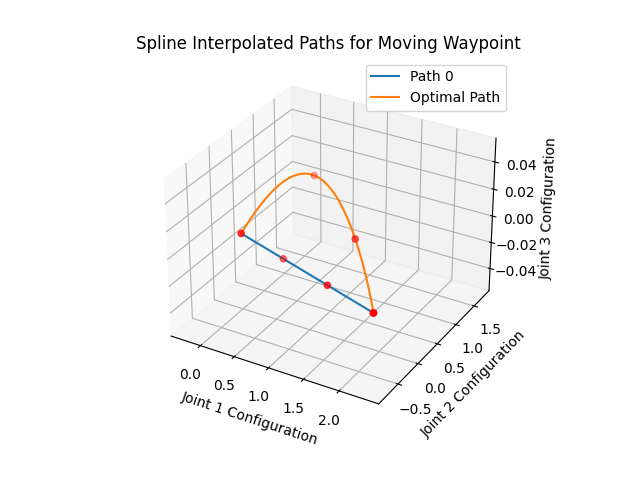 Spline Interpolated Paths for Moving Waypoint
Path 0
Optimal Path
0.04
0.02
0.00
−0.02
−0.04
Joint 3 Configuration
1.5
1.0
0.5
0.0
−0.5
Joint 2 Configuration
0.0
0.5
1.0
1.5
2.0
Joint 1 Configuration